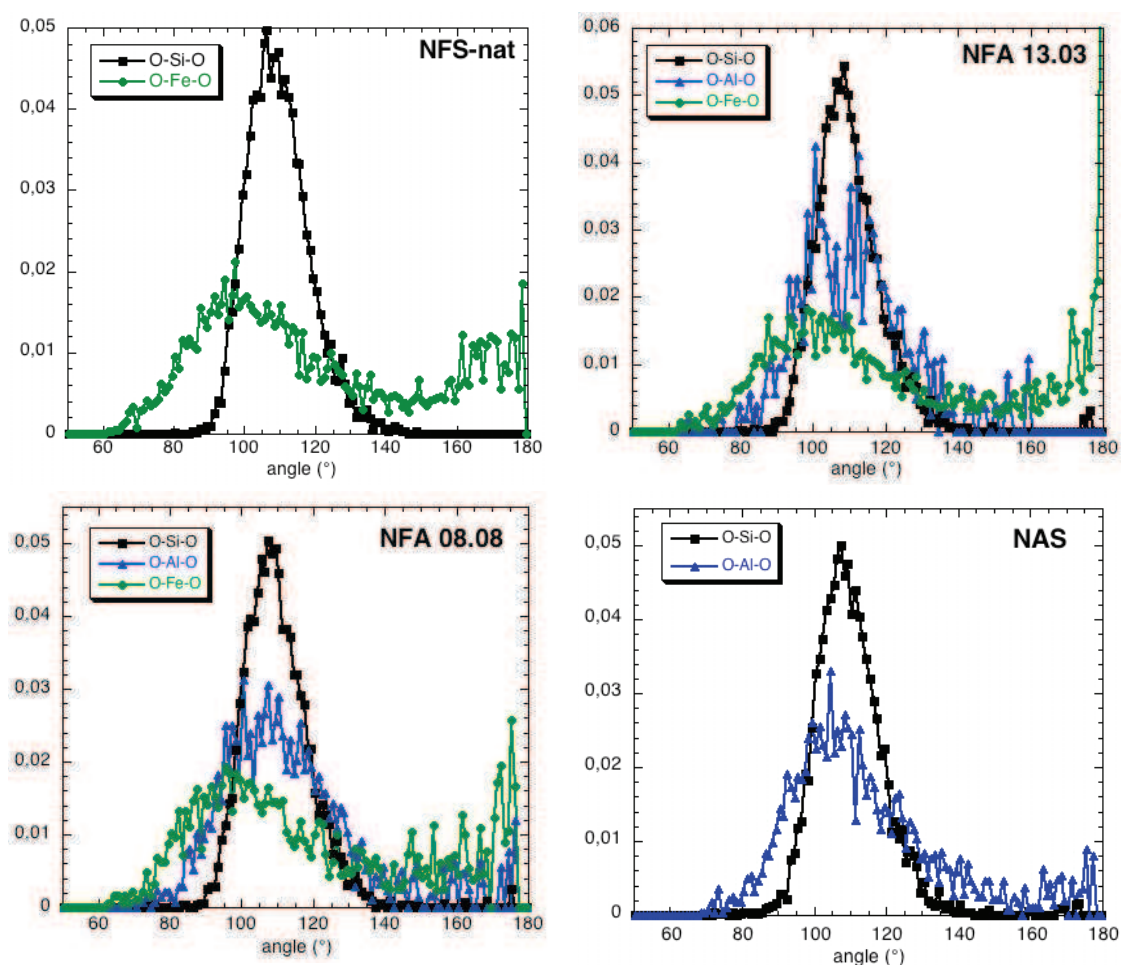 NFS-nat
O-Si-O
O-Fe-O
0,05
0,04
0,03
0,02
0,01
0
60 80 100 120 140 160 180
angle (°)
NFA 13.03
O-Si-O
O-Al-O
O-Fe-O
0,06
0,05
0,04
0,03
0,02
0,01
0
60 80 100 120 140 160 180
angle (°)
NFA 08.08
O-Si-O
O-Al-O
O-Fe-O
0,05
0,04
0,03
0,02
0,01
0
60 80 100 120 140 160 180
angle (°)
NAS
O-Si-O
O-Al-O
0,05
0,04
0,03
0,02
0,01
0
60 80 100 120 140 160 180
angle (°)